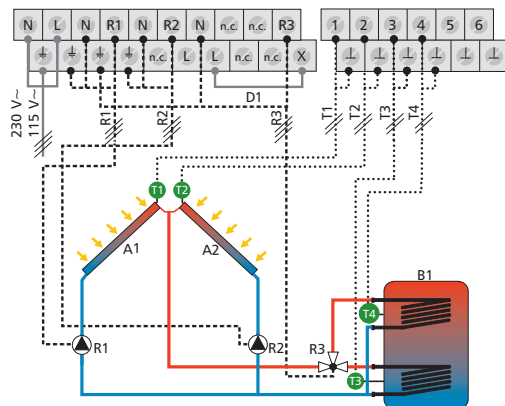 N L N R1 N R2 N n.c. n.c. R3
n.c. L L n.c. n.c. X
1 2 3 4 5 6
D1
230 V~
115 V~
R1
R2
R3
T1
T2
T3
T4
T1 T2
A1 A2
B1
T4
R1
R2
R3
T3